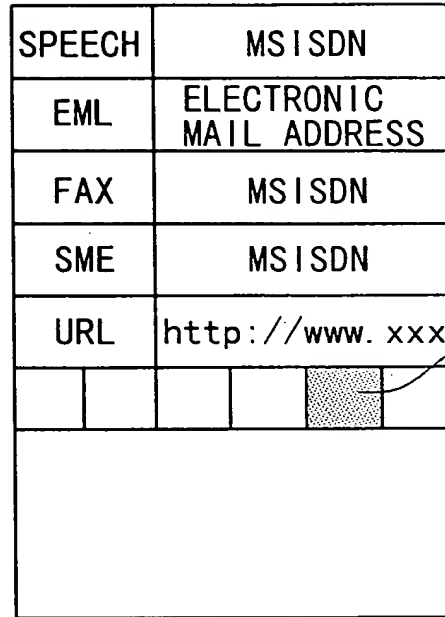 SPEECH MSISDN
EML ELECTRONIC
MAIL ADDRESS
FAX MSISDN
SME MSISDN
URL http://www.xxx